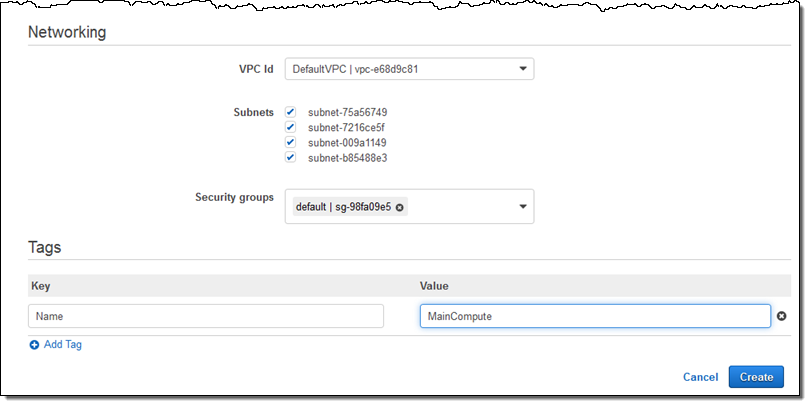 Networking
VPC Id DefaultVPC | vpc-e68d9c81
Subnets subnet-75a56749
subnet-7216ce5f
subnet-009a1149
subnet-b85488e3
Security groups default | sg-98fa09e5
Tags
Key Value
Name MainCompute
Add Tag
Cancel Create